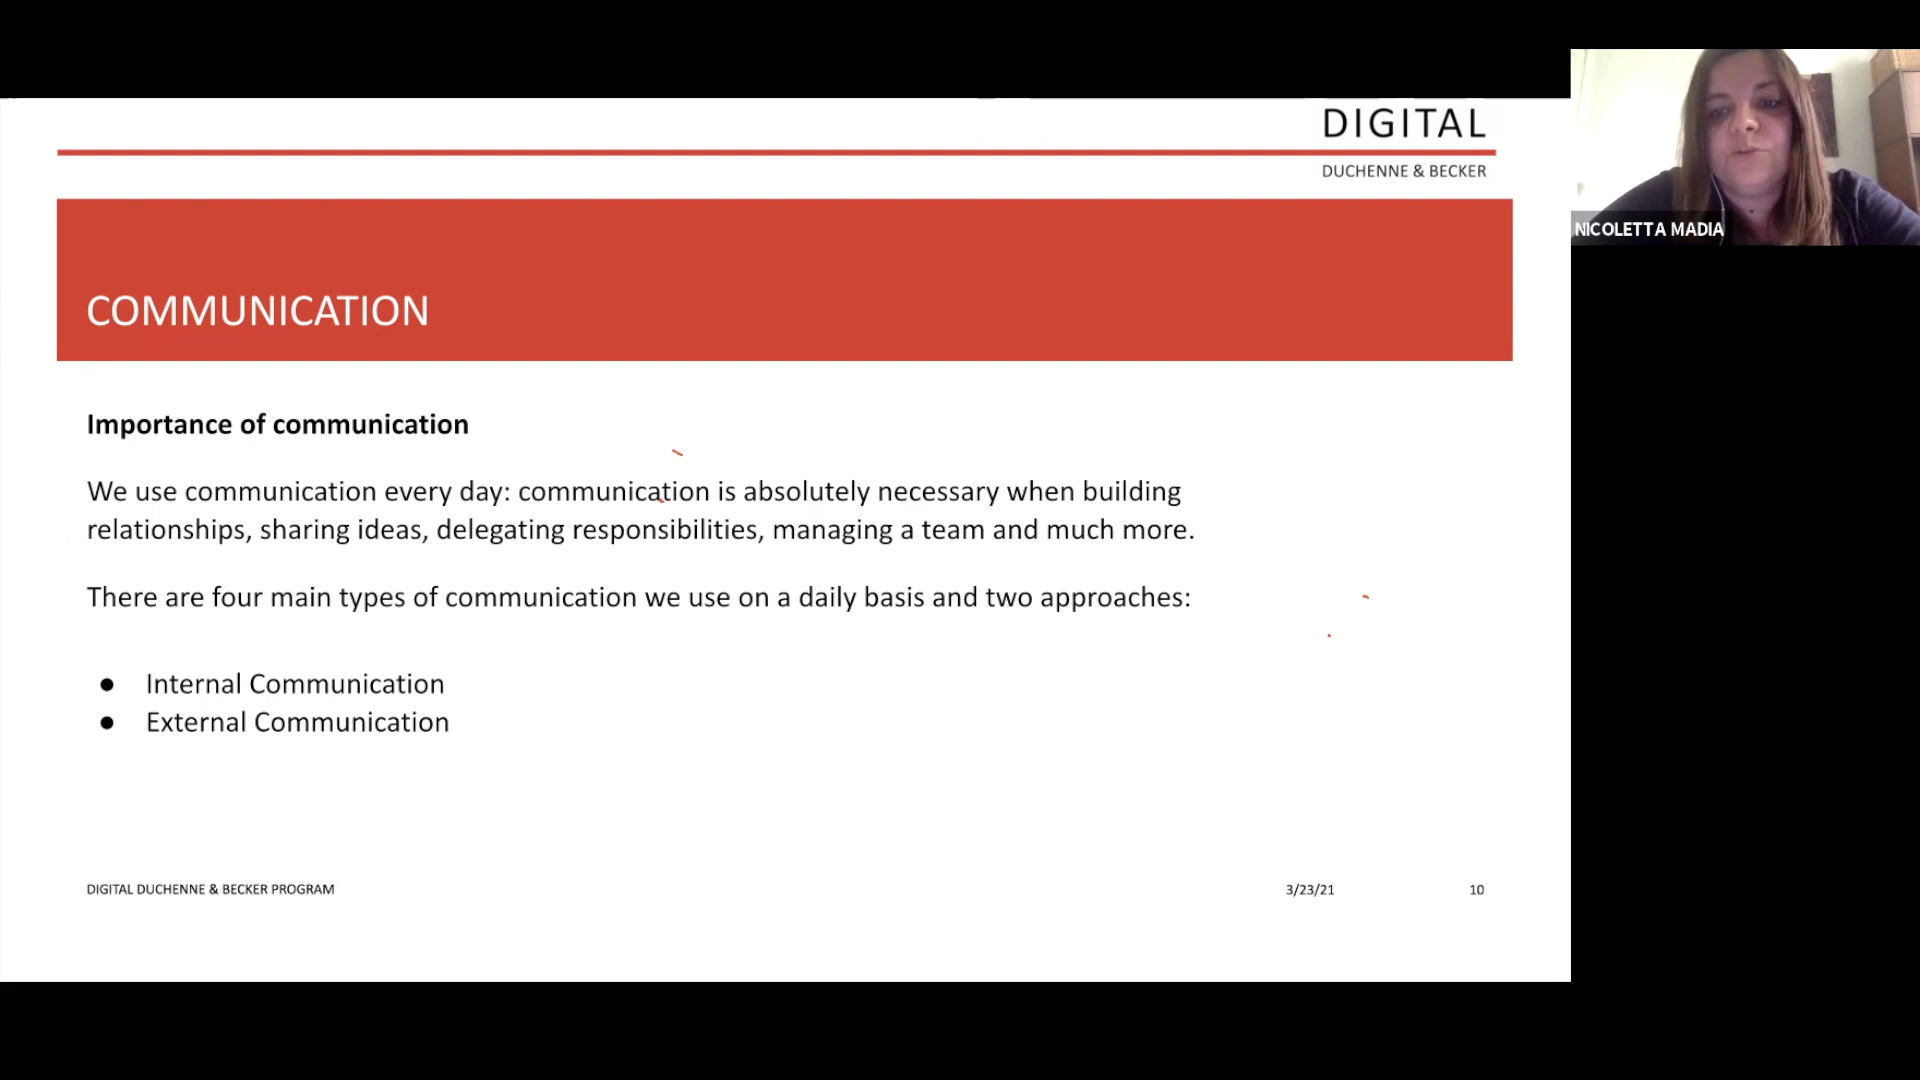 DIGITAL
DUCHENNE & BECKER
NICOLETTA MADIA
COMMUNICATION
Importance of communication
We use communication every day: communication is absolutely necessary when building
relationships, sharing ideas, delegating responsibilities, managing a team and much more.
There are four main types of communication we use on a daily basis and two approaches:
● Internal Communication
● External Communication
DIGITAL DUCHENNE & BECKER PROGRAM 3/23/21 10